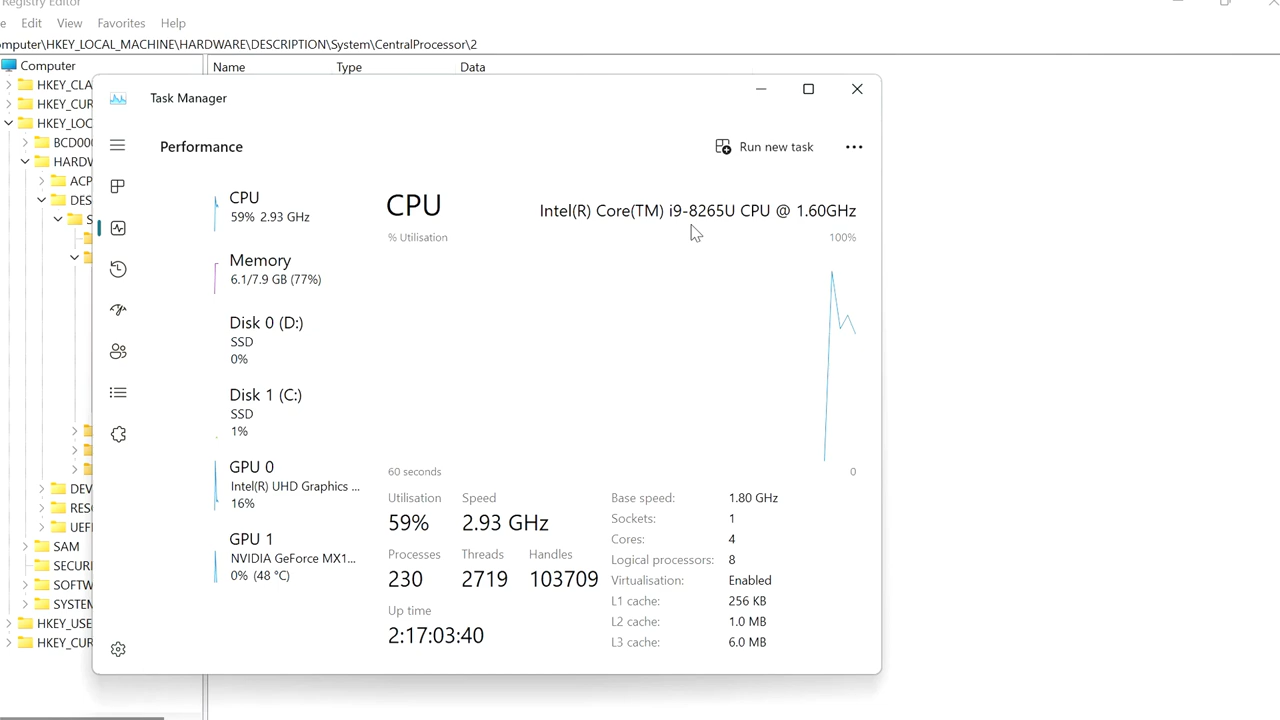 Registry Editor
e Edit View Favorites Help
omputer\HKEY_LOCAL_MACHINE\HARDWARE\DESCRIPTION\System\CentralProcessor\2
Computer
Name Type Data
HKEY_CLA
HKEY_CUR
HKEY_LOC
BCD000
HARDW
ACP
DES
S
DEV
RES
UEFI
SAM
SECURI
SOFTW
SYSTEM
HKEY_USE
HKEY_CUR
Task Manager
Performance
Run new task
CPU
59% 2.93 GHz
Memory
6.1/7.9 GB (77%)
Disk 0 (D:)
SSD
0%
Disk 1 (C:)
SSD
1%
GPU 0
Intel(R) UHD Graphics ...
16%
GPU 1
NVIDIA GeForce MX1...
0% (48 °C)
CPU
Intel(R) Core(TM) i9-8265U CPU @ 1.60GHz
% Utilisation
100%
60 seconds
0
Utilisation Speed
59% 2.93 GHz
Processes Threads Handles
230 2719 103709
Up time
2:17:03:40
Base speed: 1.80 GHz
Sockets: 1
Cores: 4
Logical processors: 8
Virtualisation: Enabled
L1 cache: 256 KB
L2 cache: 1.0 MB
L3 cache: 6.0 MB